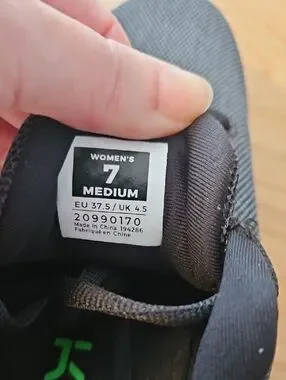 WOMEN'S
7
MEDIUM
EU 37.5 / UK 4.5
20990170
Made in China 194286
Fabriqué en Chine